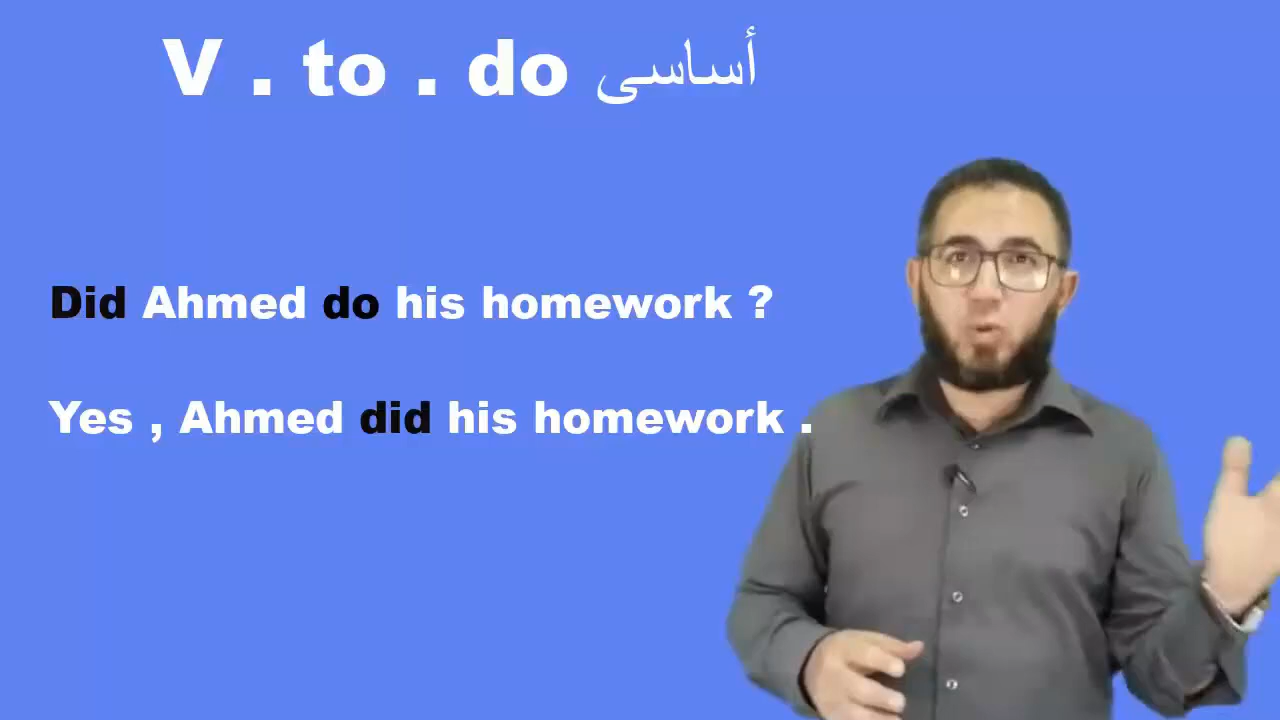 V . to . do أساسى
Did Ahmed do his homework ?
Yes , Ahmed did his homework .